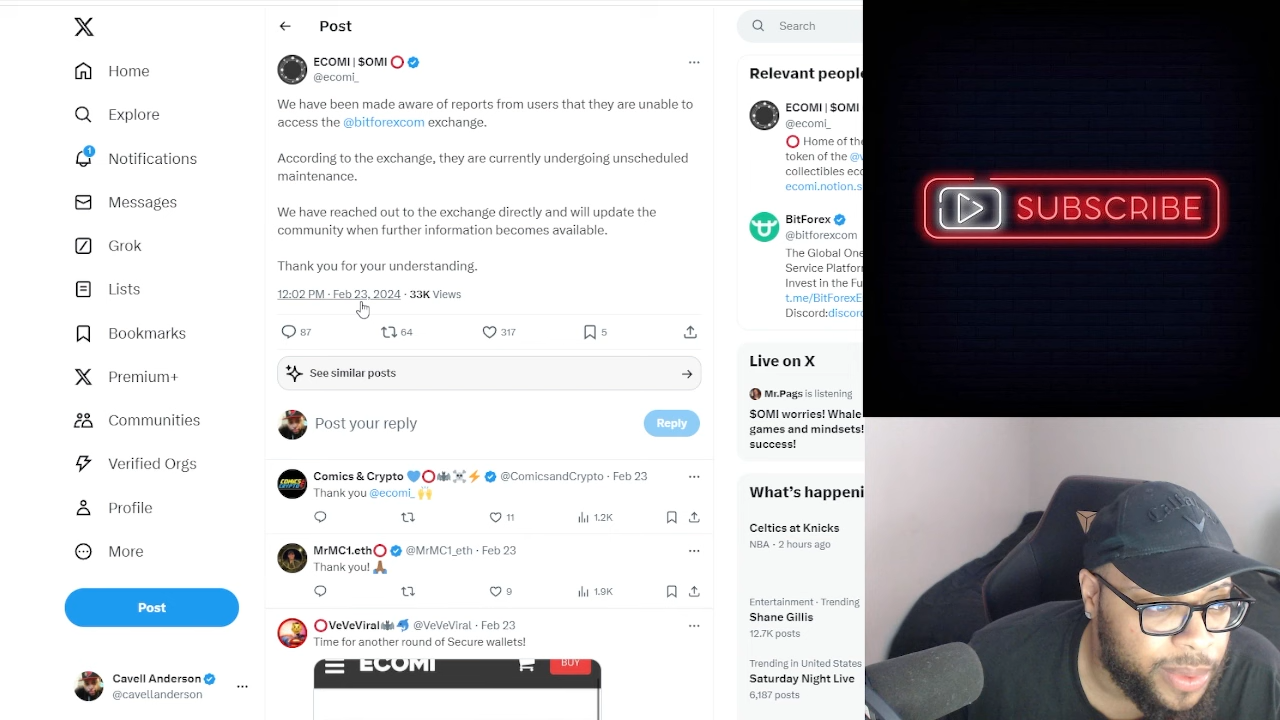 Post
Search
Home
Explore
1
Notifications
Messages
Grok
Lists
Bookmarks
Premium+
Communities
Verified Orgs
Profile
More
Post
Cavell Anderson
@cavellanderson
ECOMI | $OMI
@ecomi_
We have been made aware of reports from users that they are unable to
access the @bitforexcom exchange.
According to the exchange, they are currently undergoing unscheduled
maintenance.
We have reached out to the exchange directly and will update the
community when further information becomes available.
Thank you for your understanding.
12:02 PM · Feb 23, 2024 · 33K Views
87 64 317 5
See similar posts
Post your reply
Reply
Comics & Crypto @ComicsandCrypto · Feb 23
Thank you @ecomi_
11 1.2K
MrMC1.eth @MrMC1_eth · Feb 23
Thank you!
9 1.9K
VeVeViral @VeVeViral · Feb 23
Time for another round of Secure wallets!
ECOMI
BUY
Relevant people
ECOMI | $OMI
@ecomi_
Home of the
token of the @
collectibles
ecomi.notion.s
BitForex
@bitforexcom
The Global One
Service Platform
Invest in the Fu
t.me/BitForexE
Discord:discord
Live on X
Mr.Pags is listening
$OMI worries! Whale
games and mindsets!
success!
What's happeni
Celtics at Knicks
NBA · 2 hours ago
Entertainment · Trending
Shane Gillis
12.7K posts
Trending in United States
Saturday Night Live
6,187 posts
SUBSCRIBE